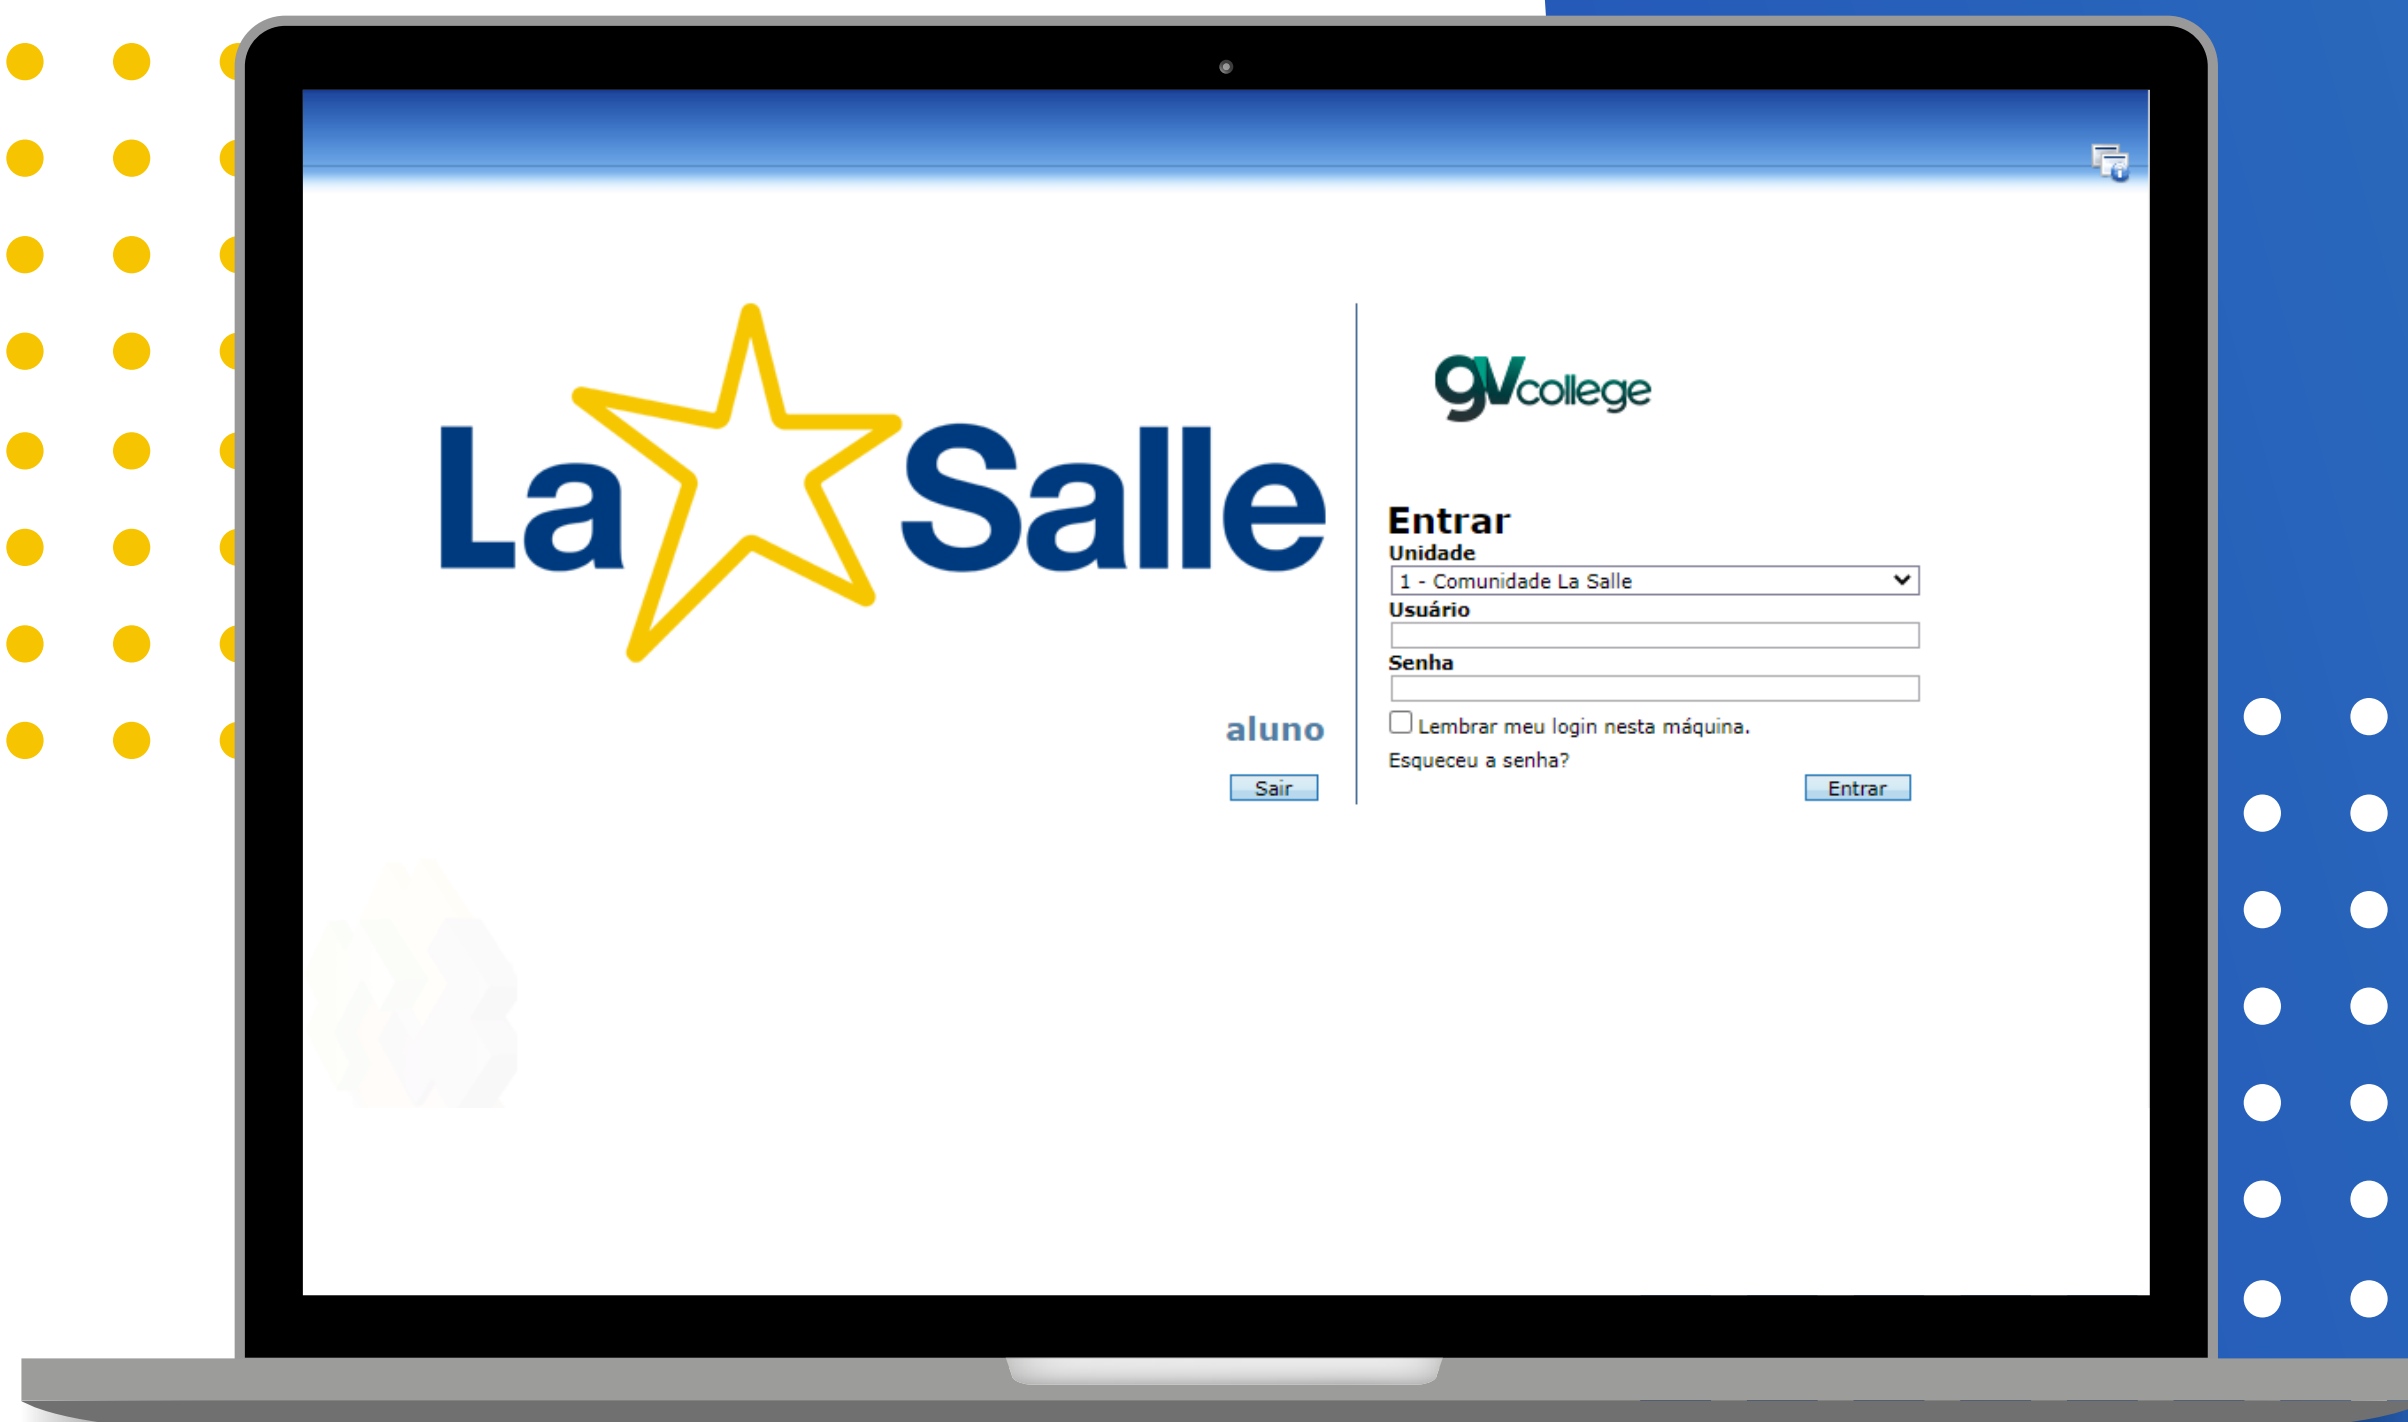 La Salle
aluno
Sair
gvcollege
Entrar
Unidade
1 - Comunidade La Salle
Usuário
Senha
Lembrar meu login nesta máquina.
Esqueceu a senha?
Entrar